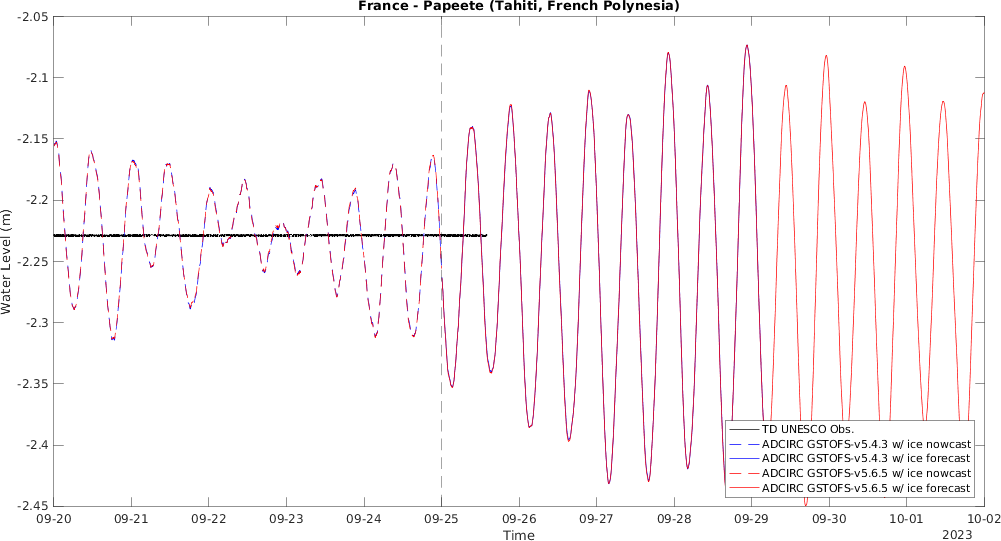 France - Papeete (Tahiti, French Polynesia)
-2.05
-2.1
-2.15
-2.2
-2.25
-2.3
-2.35
-2.4
-2.45
Water Level (m)
TD UNESCO Obs.
ADCIRC GSTOFS-v5.4.3 w/ ice nowcast
ADCIRC GSTOFS-v5.4.3 w/ ice forecast
ADCIRC GSTOFS-v5.6.5 w/ ice nowcast
ADCIRC GSTOFS-v5.6.5 w/ ice forecast
09-20 09-21 09-22 09-23 09-24 09-25 09-26 09-27 09-28 09-29 09-30 10-01 10-02
Time
2023